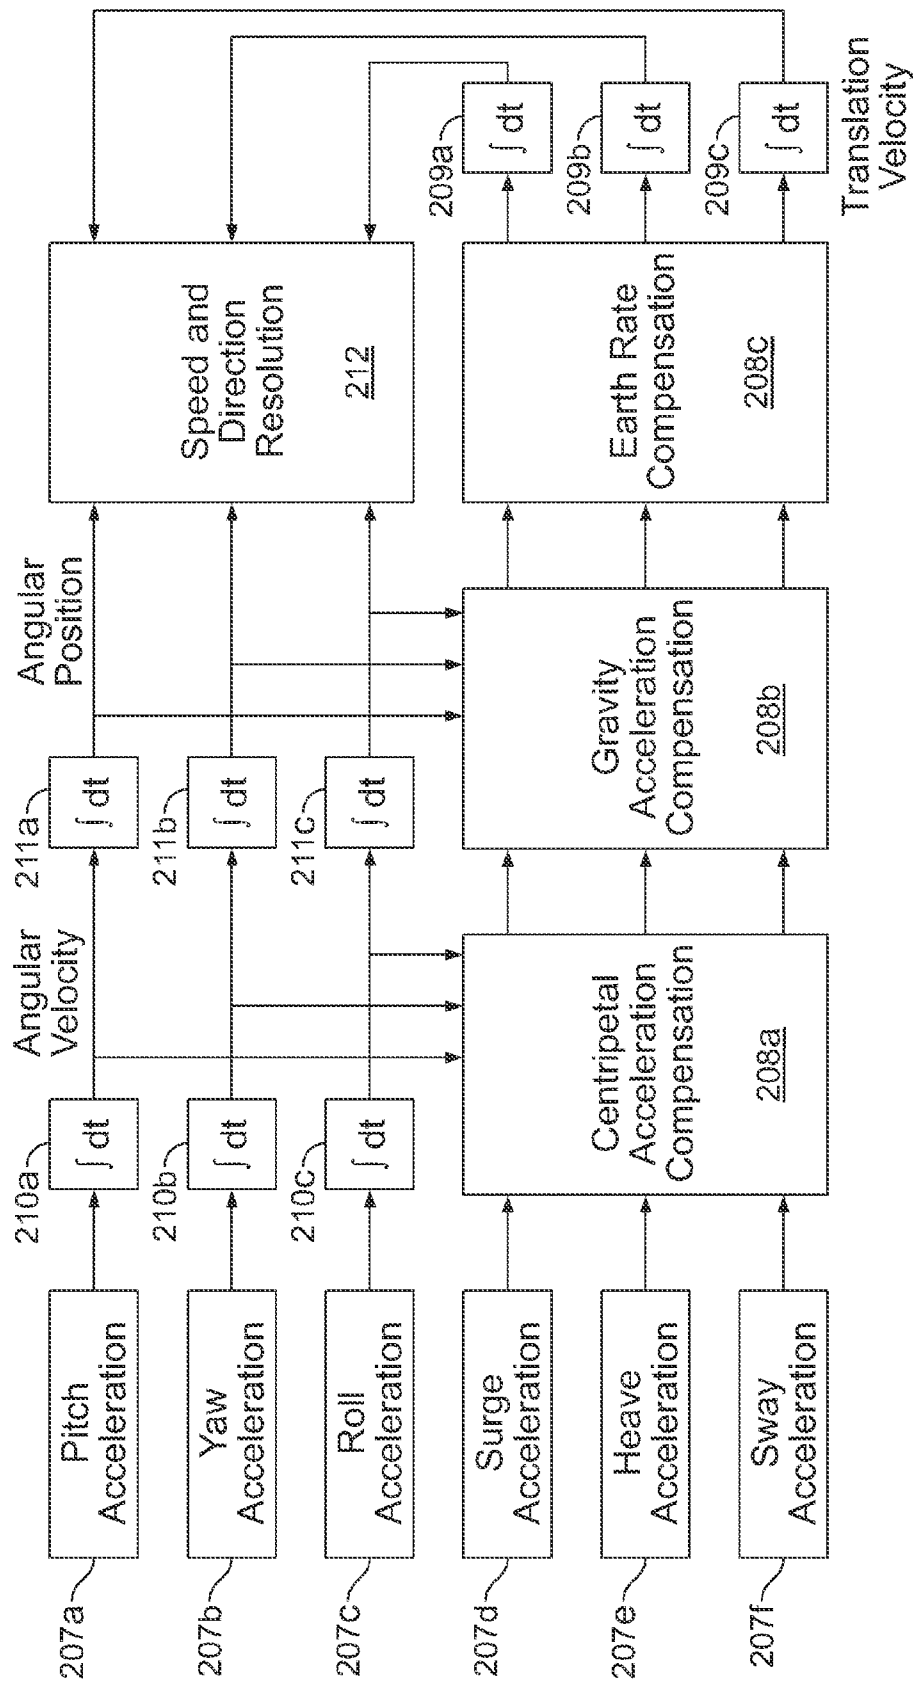 207a
Pitch
Acceleration
210a
∫ dt
Angular
Velocity
211a
∫ dt
Angular
Position
207b
Yaw
Acceleration
210b
∫ dt
211b
∫ dt
207c
Roll
Acceleration
210c
∫ dt
211c
∫ dt
Speed and
Direction
Resolution
212
207d
Surge
Acceleration
207e
Heave
Acceleration
207f
Sway
Acceleration
Centripetal
Acceleration
Compensation
208a
Gravity
Acceleration
Compensation
208b
Earth Rate
Compensation
208c
209a
∫ dt
209b
∫ dt
209c
∫ dt
Translation
Velocity